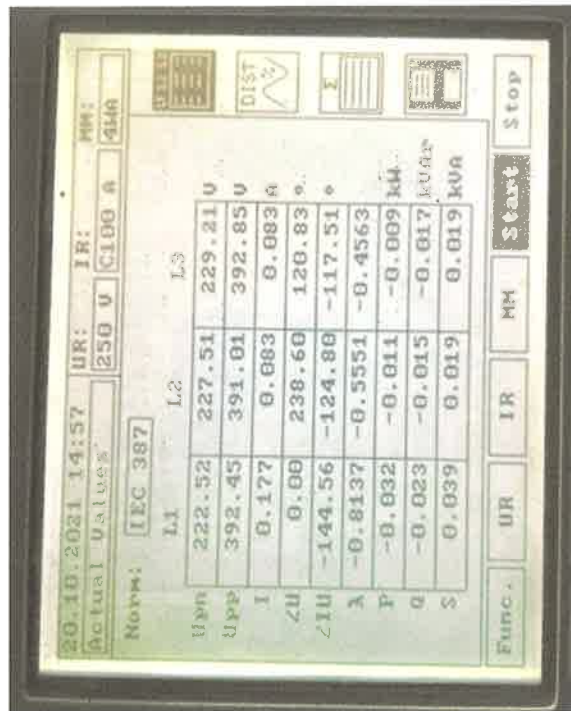 20.10.2021 14:57 UR: IR: MM:
Actual Values 250 V C100 A 4WA
Norm: IEC 387
L1 L2 L3
Upn 222.52 227.51 229.21 V
Upp 392.45 391.01 392.85 V
I 0.177 0.083 0.083 A
∠U 0.00 238.60 120.83 °
∠IU -144.56 -124.80 -117.51 °
λ -0.8137 -0.5551 -0.4563
P -0.032 -0.011 -0.009 kW
Q -0.023 -0.015 -0.017 kVAr
S 0.039 0.019 0.019 kVA
DIST
%
Σ
Func. UR IR MM Start Stop